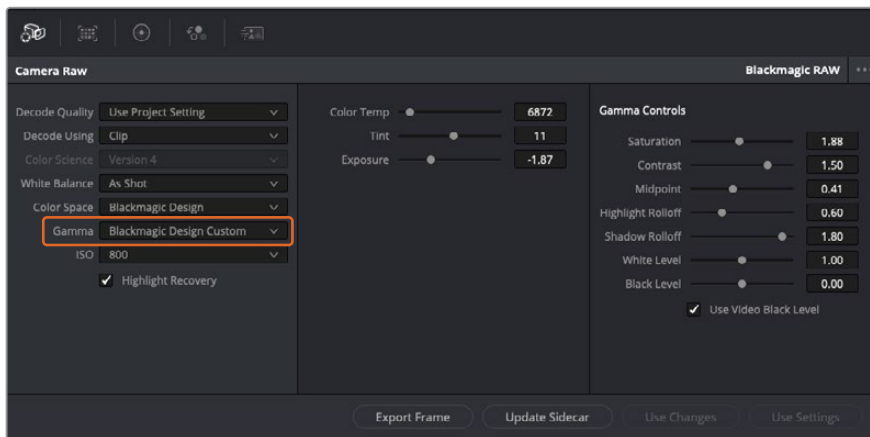 Camera Raw
Blackmagic RAW
Decode Quality Use Project Setting
Decode Using Clip
Color Science Version 4
White Balance As Shot
Color Space Blackmagic Design
Gamma Blackmagic Design Custom
ISO 800
Highlight Recovery
Color Temp 6872
Tint 11
Exposure -1.87
Gamma Controls
Saturation 1.88
Contrast 1.50
Midpoint 0.41
Highlight Rolloff 0.60
Shadow Rolloff 1.80
White Level 1.00
Black Level 0.00
Use Video Black Level
Export Frame
Update Sidecar
Use Changes
Use Settings